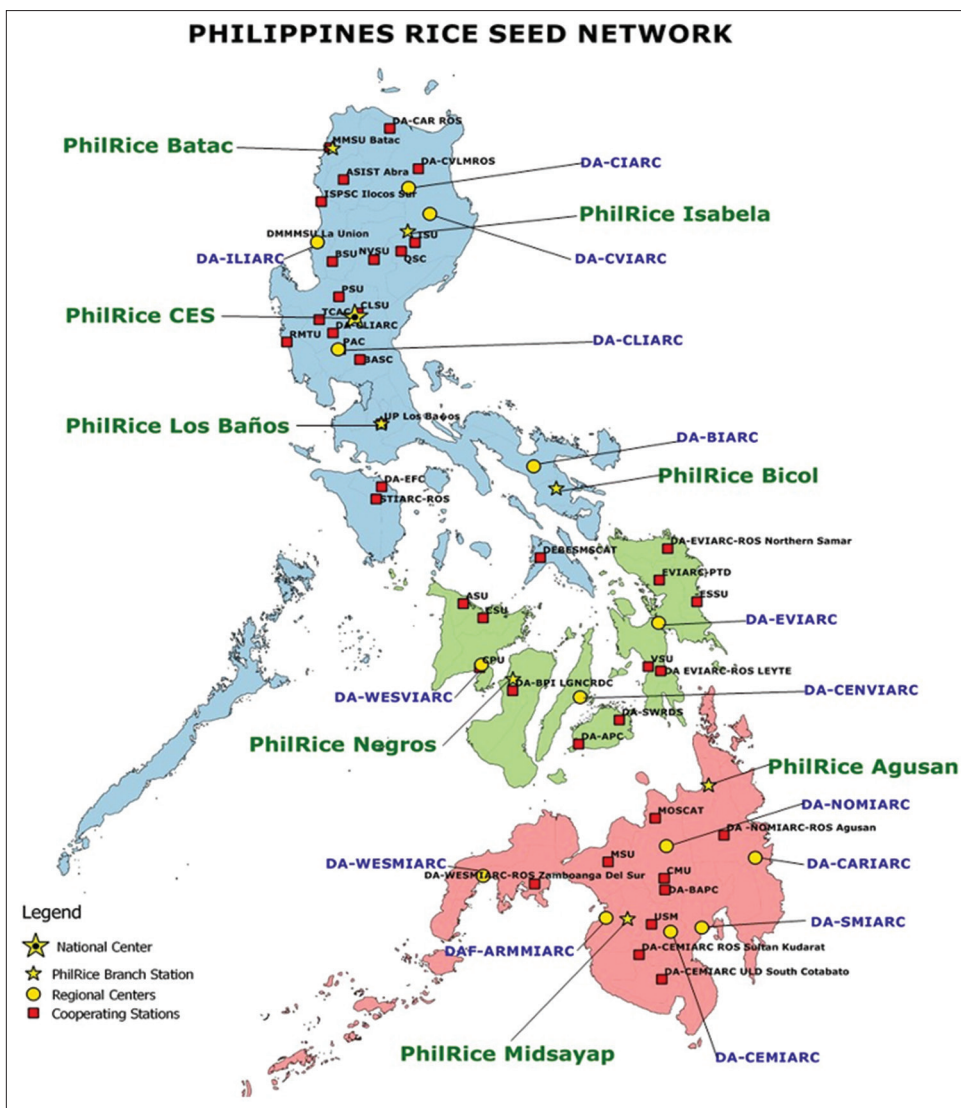 PHILIPPINES RICE SEED NETWORK
DA-CAR ROS
PhilRice Batac
MMSU Batac
DA-CVLMROS
DA-CIARC
ASIST Abra
ISPSC Ilocos Sur
PhilRice Isabela
DMMMSU La Union
ISU
DA-ILIARC
BSU
NVSU
QSC
DA-CVIARC
PSU
PhilRice CES
TCAC
CLSU
DA-CLIARC
RMTU
PAC
DA-CLIARC
BASC
PhilRice Los Baños
UP Los Baños
DA-BIARC
PhilRice Bicol
DA-EFC
STIARC-ROS
DA-EVIARC-ROS Northern Samar
DEBESMSCAT
EVIARC-PTD
ASU
ESSU
DA-EVIARC
CPU
VSU
DA EVIARC-ROS LEYTE
DA-WESVIARC
DA-BPI LGNCRDC
DA-CENVIARC
DA-SWRDS
PhilRice Negros
DA-APC
PhilRice Agusan
DA-NOMIARC
MOSCAT
DA -NOMIARC-ROS Agusan
DA-WESMIARC
MSU
DA-CARIARC
DA-WESMIARC-ROS Zamboanga Del Sur
CMU
DA-BAPC
Legend
National Center
PhilRice Branch Station
Regional Centers
Cooperating Stations
DAF-ARMMIARC
USM
DA-SMIARC
DA-CEMIARC ROS Sultan Kudarat
DA-CEMIARC ULD South Cotabato
PhilRice Midsayap
DA-CEMIARC